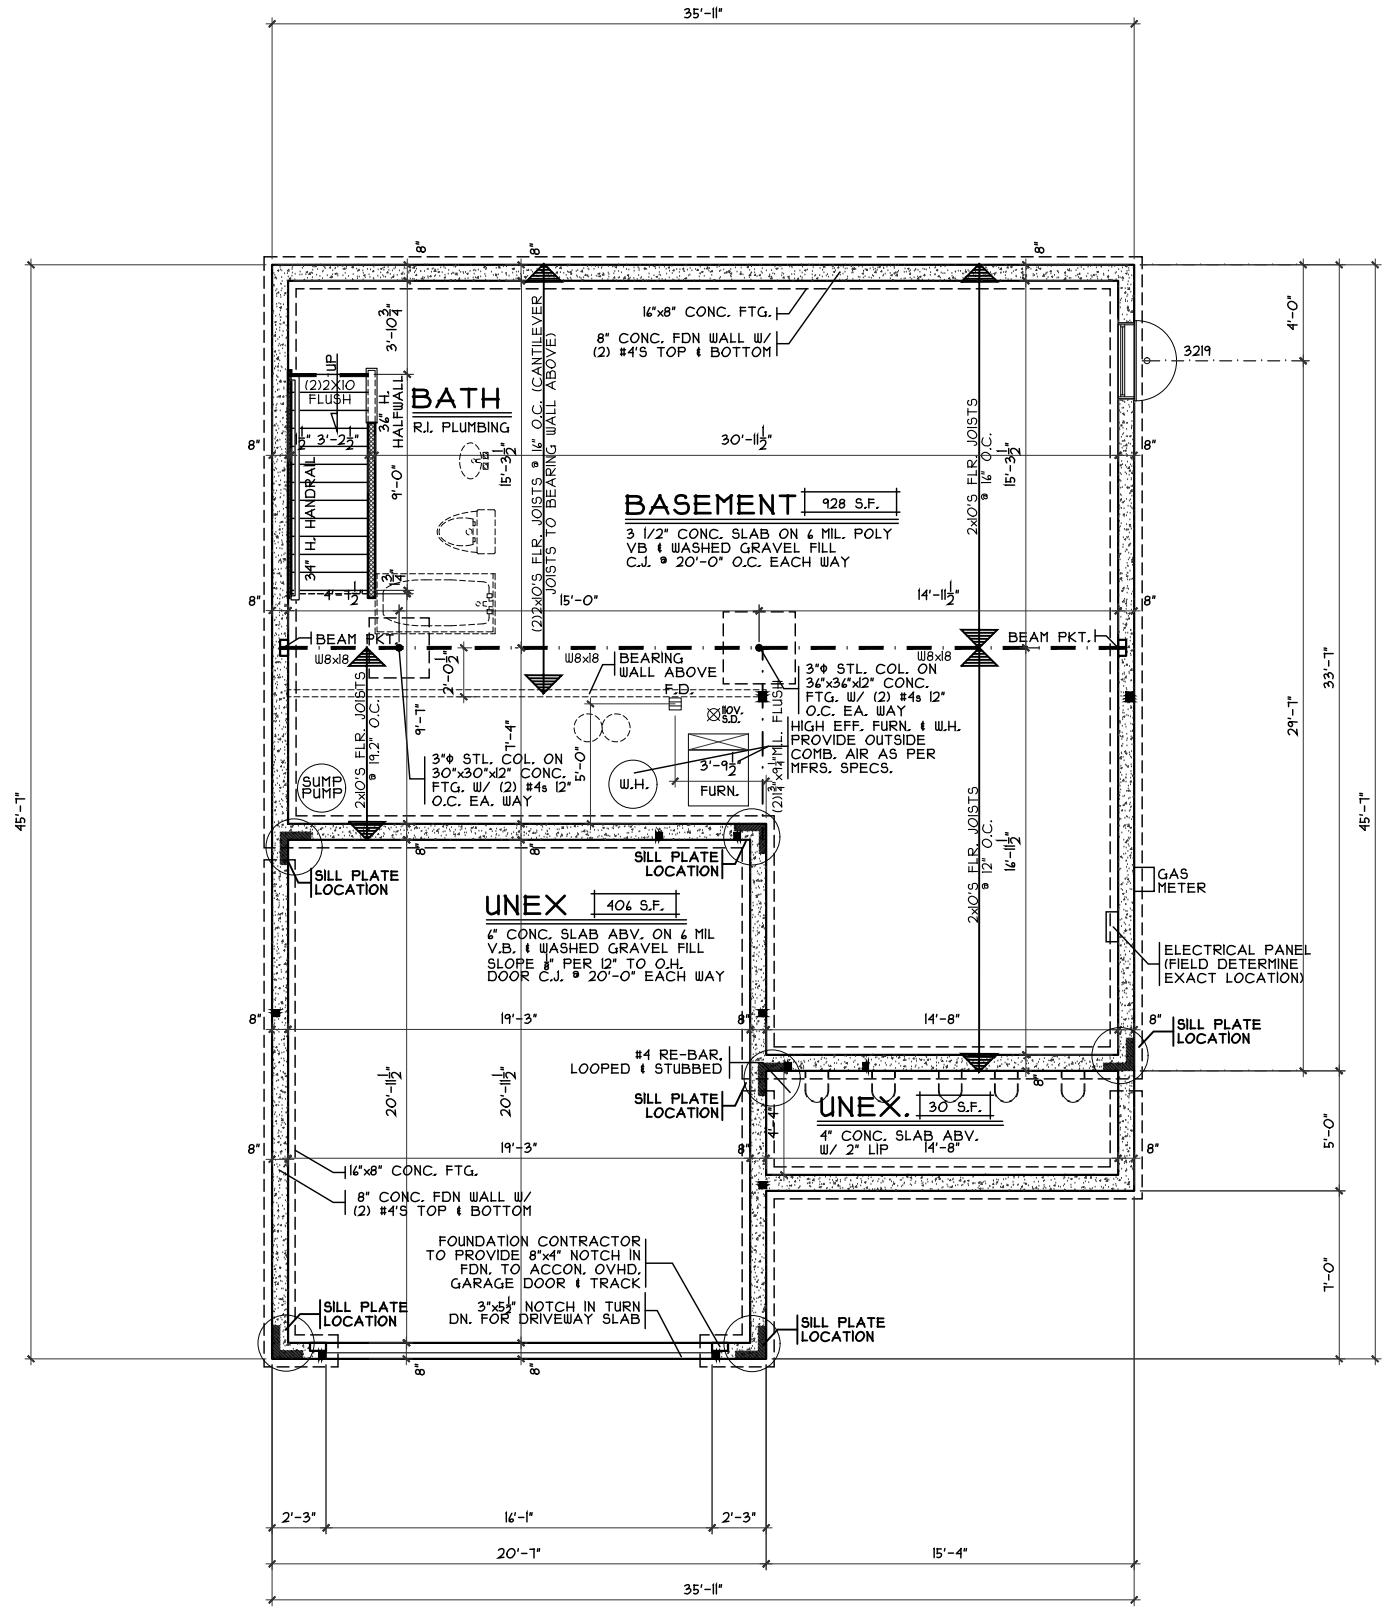 35'-11"
8"
8"
8"
16"x8" CONC. FTG.
8" CONC. FDN WALL W/
(2) #4'S TOP & BOTTOM
4'-0"
3'-10 3/4"
3219
UP
(2)2X10
FLUSH
36" H.
HALFWALL
BATH
R.I. PLUMBING
(2)2x10'S FLR. JOISTS @ 16" O.C. (CANTILEVER
JOISTS TO BEARING WALL ABOVE)
2x10'S FLR. JOISTS
@ 16" O.C.
8"
3'-2 1/2"
15'-3 1/2"
30'-11 1/2"
15'-3 1/2"
8"
34" H. HANDRAIL
9'-0"
BASEMENT
928 S.F.
3 1/2" CONC. SLAB ON 6 MIL. POLY
VB & WASHED GRAVEL FILL
C.J. @ 20'-0" O.C. EACH WAY
8"
4'-1 1/2"
15'-0"
14'-11 1/2"
8"
BEAM PKT.
W8x18
2'-0 1/2"
W8x18
BEARING
WALL ABOVE
F.D.
W8x18
BEAM PKT.
3"ϕ STL. COL. ON
36"x36"x12" CONC.
FTG. W/ (2) #4s 12"
O.C. EA. WAY
HIGH EFF. FURN. & W.H.
PROVIDE OUTSIDE
COMB. AIR AS PER
MFRS. SPECS.
33'-7"
29'-7"
2x10'S FLR. JOISTS
@ 19.2" O.C.
9'-7"
7'-4"
5'-0"
110V.
S.D.
3'-9 1/2"
FURN.
W.H.
SUMP
PUMP
3"ϕ STL. COL. ON
30"x30"x12" CONC.
FTG. W/ (2) #4s 12"
O.C. EA. WAY
45'-7"
45'-7"
8"
8"
SILL PLATE
LOCATION
SILL PLATE
LOCATION
2x10'S FLR. JOISTS
@ 12" O.C.
16'-11 1/2"
GAS
METER
UNEX
406 S.F.
6" CONC. SLAB ABV. ON 6 MIL
V.B. & WASHED GRAVEL FILL
SLOPE 1/8" PER 12" TO O.H.
DOOR C.J. @ 20'-0" EACH WAY
ELECTRICAL PANEL
(FIELD DETERMINE
EXACT LOCATION)
8"
19'-3"
8"
14'-8"
8"
SILL PLATE
LOCATION
#4 RE-BAR.
LOOPED & STUBBED
20'-11 1/2"
20'-11 1/2"
8"
SILL PLATE
LOCATION
UNEX.
30 S.F.
4" CONC. SLAB ABV.
W/ 2" LIP
4'-4"
5'-0"
8"
19'-3"
8"
14'-8"
8"
16"x8" CONC. FTG.
8" CONC. FDN WALL W/
(2) #4'S TOP & BOTTOM
FOUNDATION CONTRACTOR
TO PROVIDE 8"x4" NOTCH IN
FDN. TO ACCON. OVHD.
GARAGE DOOR & TRACK
7'-0"
3"x5 1/2" NOTCH IN TURN
DN. FOR DRIVEWAY SLAB
SILL PLATE
LOCATION
SILL PLATE
LOCATION
8"
8"
2'-3"
16'-1"
2'-3"
20'-7"
15'-4"
35'-11"